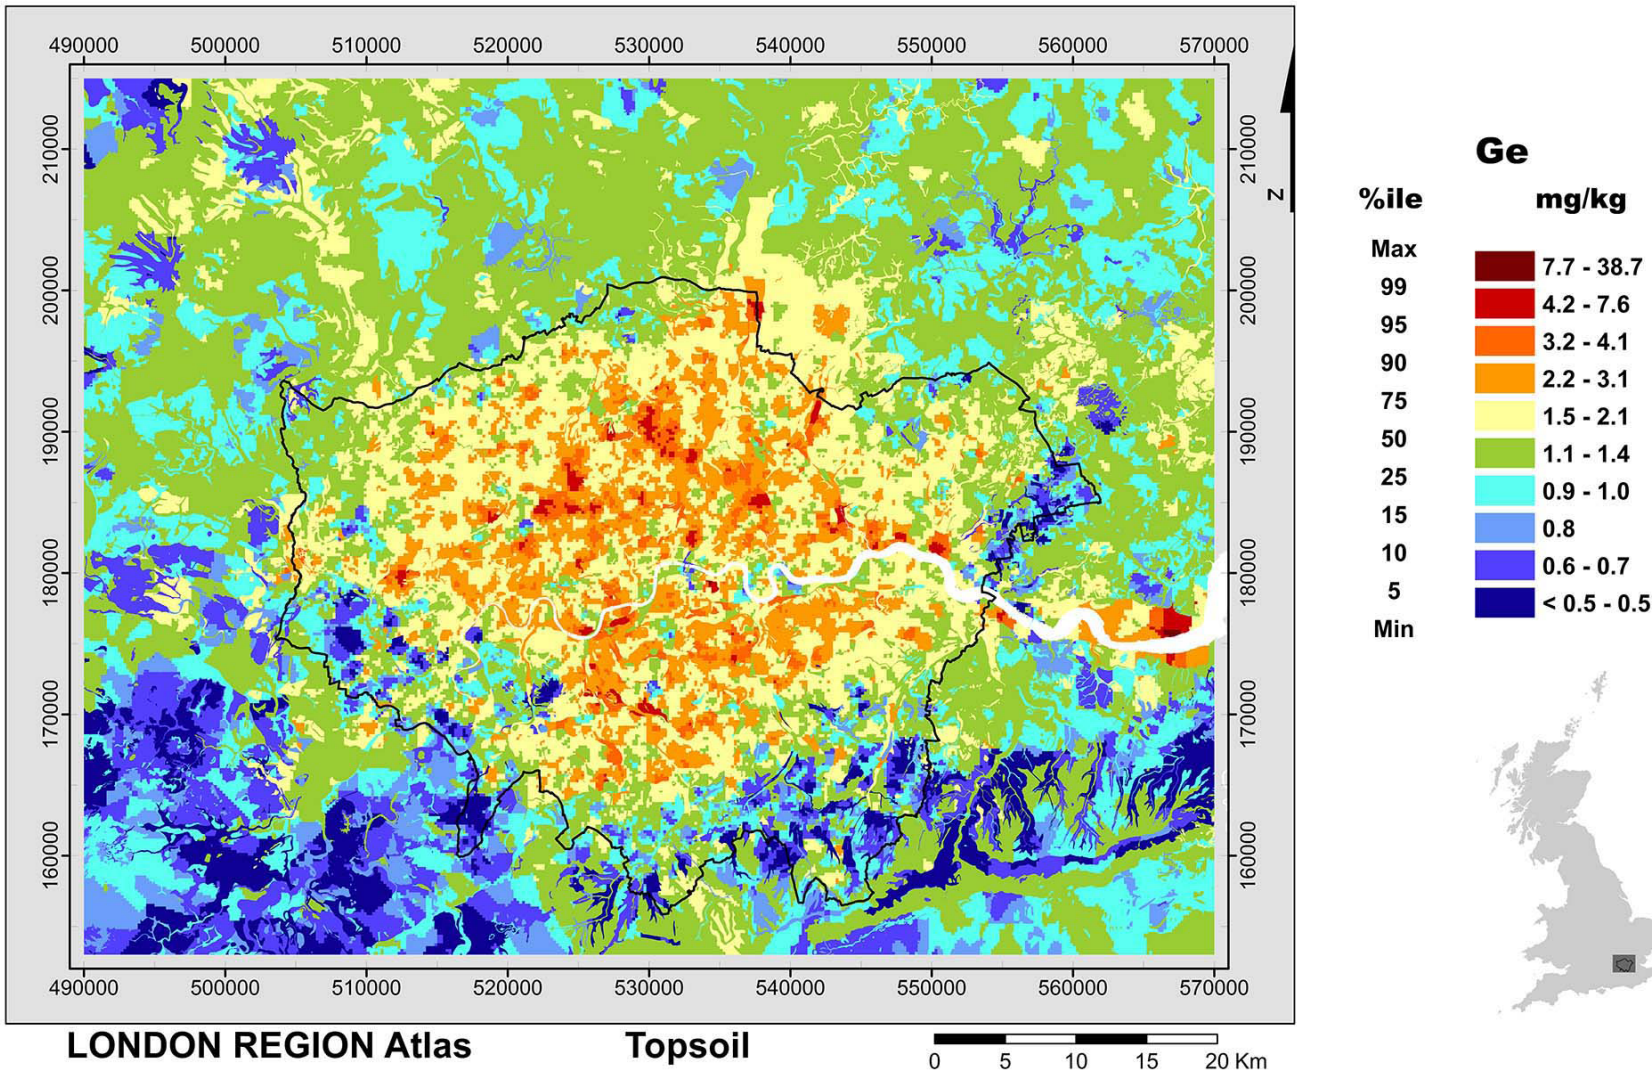 490000 500000 510000 520000 530000 540000 550000 560000 570000
210000
200000
190000
180000
170000
160000
210000
200000
190000
180000
170000
160000
490000 500000 510000 520000 530000 540000 550000 560000 570000
N
Ge
%ile mg/kg
Max
7.7 - 38.7
99
4.2 - 7.6
95
3.2 - 4.1
90
2.2 - 3.1
75
1.5 - 2.1
50
1.1 - 1.4
25
0.9 - 1.0
15
0.8
10
0.6 - 0.7
5
< 0.5 - 0.5
Min
LONDON REGION Atlas Topsoil
0 5 10 15 20 Km